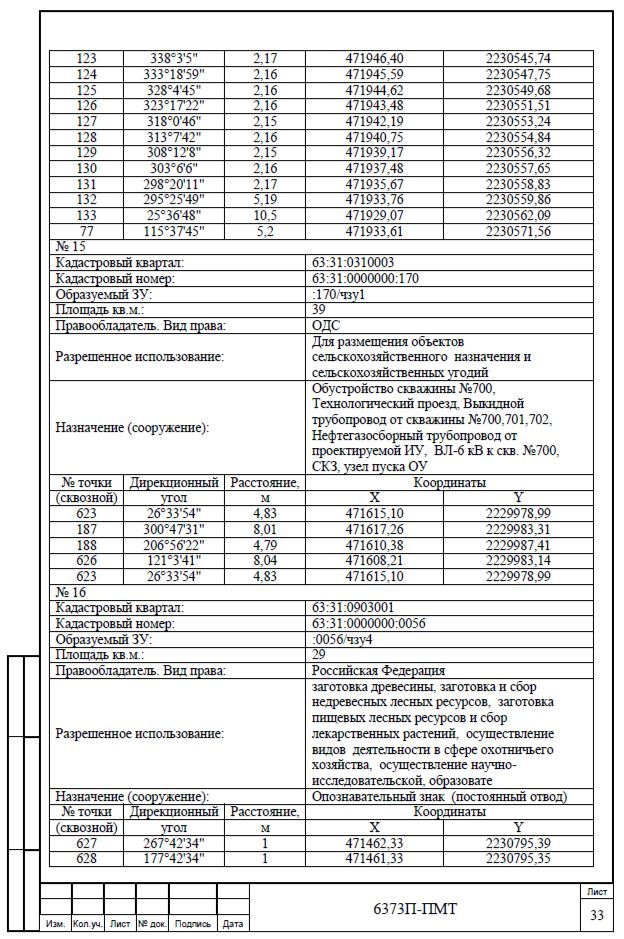 123 338°3'5" 2,17 471946,40 2230545,74
124 333°18'59" 2,16 471945,59 2230547,75
125 328°4'45" 2,16 471944,62 2230549,68
126 323°17'22" 2,16 471943,48 2230551,51
127 318°0'46" 2,15 471942,19 2230553,24
128 313°7'42" 2,16 471940,75 2230554,84
129 308°12'8" 2,15 471939,17 2230556,32
130 303°6'6" 2,16 471937,48 2230557,65
131 298°20'11" 2,17 471935,67 2230558,83
132 295°25'49" 5,19 471933,76 2230559,86
133 25°36'48" 10,5 471929,07 2230562,09
77 115°37'45" 5,2 471933,61 2230571,56
№ 15
Кадастровый квартал: 63:31:0310003
Кадастровый номер: 63:31:0000000:170
Образуемый ЗУ: :170/чзу1
Площадь кв.м.: 39
Правообладатель. Вид права: ОДС
Разрешенное использование: Для размещения объектов
сельскохозяйственного назначения и
сельскохозяйственных угодий
Назначение (сооружение): Обустройство скважины №700,
Технологический проезд, Выкидной
трубопровод от скважины №700,701,702,
Нефтегазосборный трубопровод от
проектируемой ИУ, ВЛ-6 кВ к скв. №700,
СКЗ, узел пуска ОУ
№ точки Дирекционный Расстояние, Координаты
(сквозной) угол м X Y
623 26°33'54" 4,83 471615,10 2229978,99
187 300°47'31" 8,01 471617,26 2229983,31
188 206°56'22" 4,79 471610,38 2229987,41
626 121°3'41" 8,04 471608,21 2229983,14
623 26°33'54" 4,83 471615,10 2229978,99
№ 16
Кадастровый квартал: 63:31:0903001
Кадастровый номер: 63:31:0000000:0056
Образуемый ЗУ: :0056/чзу4
Площадь кв.м.: 29
Правообладатель. Вид права: Российская Федерация
Разрешенное использование: заготовка древесины, заготовка и сбор
недревесных лесных ресурсов, заготовка
пищевых лесных ресурсов и сбор
лекарственных растений, осуществление
видов деятельности в сфере охотничьего
хозяйства, осуществление научно-
исследовательской, образовате
Назначение (сооружение): Опознавательный знак (постоянный отвод)
№ точки Дирекционный Расстояние, Координаты
(сквозной) угол м X Y
627 267°42'34" 1 471462,33 2230795,39
628 177°42'34" 1 471461,33 2230795,35
6373П-ПМТ
Лист
33
Изм. Кол.уч. Лист № док. Подпись Дата